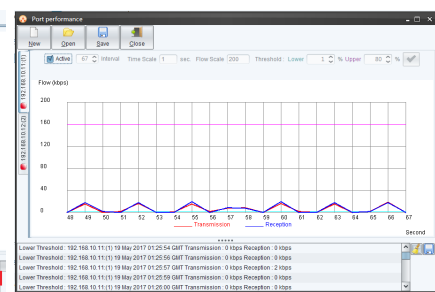 Port performance
New Open Save Close
Active 67 Interval Time Scale 1 sec. Flow Scale 200 Threshold: Lower 1 % Upper 80 %
192.168.10.11:(1)
192.168.10.12:(2)
Flow (kbps)
200
160
120
80
40
0
48 49 50 51 52 53 54 55 56 57 58 59 60 61 62 63 64 65 66 67
Second
Transmission Reception
Lower Threshold : 192.168.10.11:(1) 19 May 2017 01:25:54 GMT Transmission : 0 kbps Reception : 0 kbps
Lower Threshold : 192.168.10.11:(1) 19 May 2017 01:25:56 GMT Transmission : 0 kbps Reception : 0 kbps
Lower Threshold : 192.168.10.11:(1) 19 May 2017 01:25:57 GMT Transmission : 0 kbps Reception : 2 kbps
Lower Threshold : 192.168.10.11:(1) 19 May 2017 01:25:59 GMT Transmission : 0 kbps Reception : 0 kbps
Lower Threshold : 192.168.10.11:(1) 19 May 2017 01:26:00 GMT Transmission : 0 kbps Reception : 0 kbps